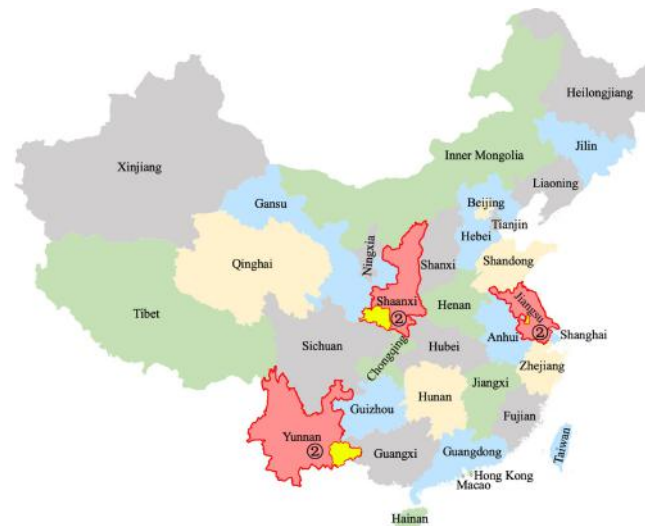 Heilongjiang
Jilin
Inner Mongolia
Xinjiang
Liaoning
Gansu
Beijing
Tianjin
Hebei
Ningxia
Shanxi
Shandong
Qinghai
Shaanxi
Henan
Jiangsu
Tibet
②
②
Anhui
Shanghai
Sichuan
Chongqing
Hubei
Zhejiang
Hunan
Jiangxi
Guizhou
Fujian
Yunnan
②
Guangxi
Guangdong
Taiwan
Hong Kong
Macao
Hainan